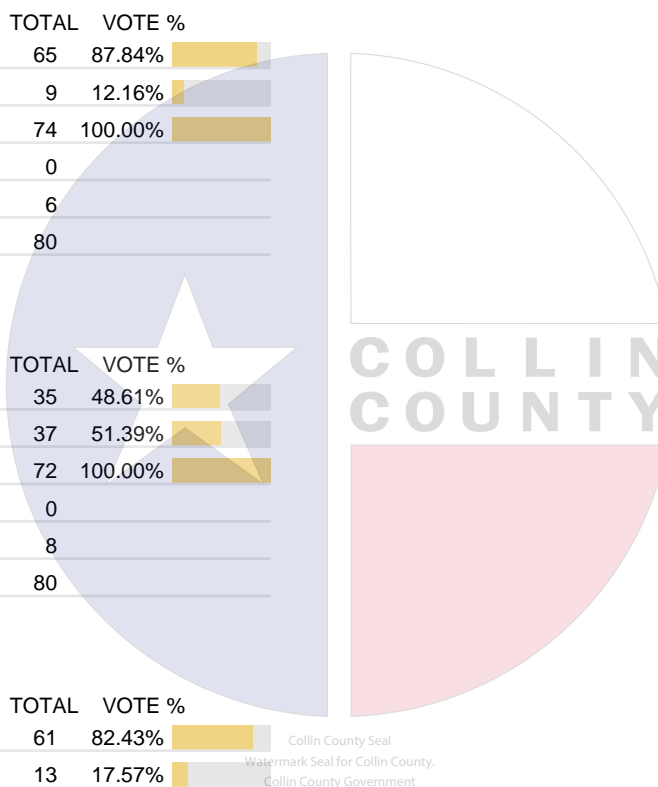 TOTAL VOTE %
65 87.84%
9 12.16%
74 100.00%
0
6
80
TOTAL VOTE %
35 48.61%
37 51.39%
72 100.00%
0
8
80
COLLIN
COUNTY
TOTAL VOTE %
61 82.43%
13 17.57%
Collin County Seal
Watermark Seal for Collin County.
Collin County Government